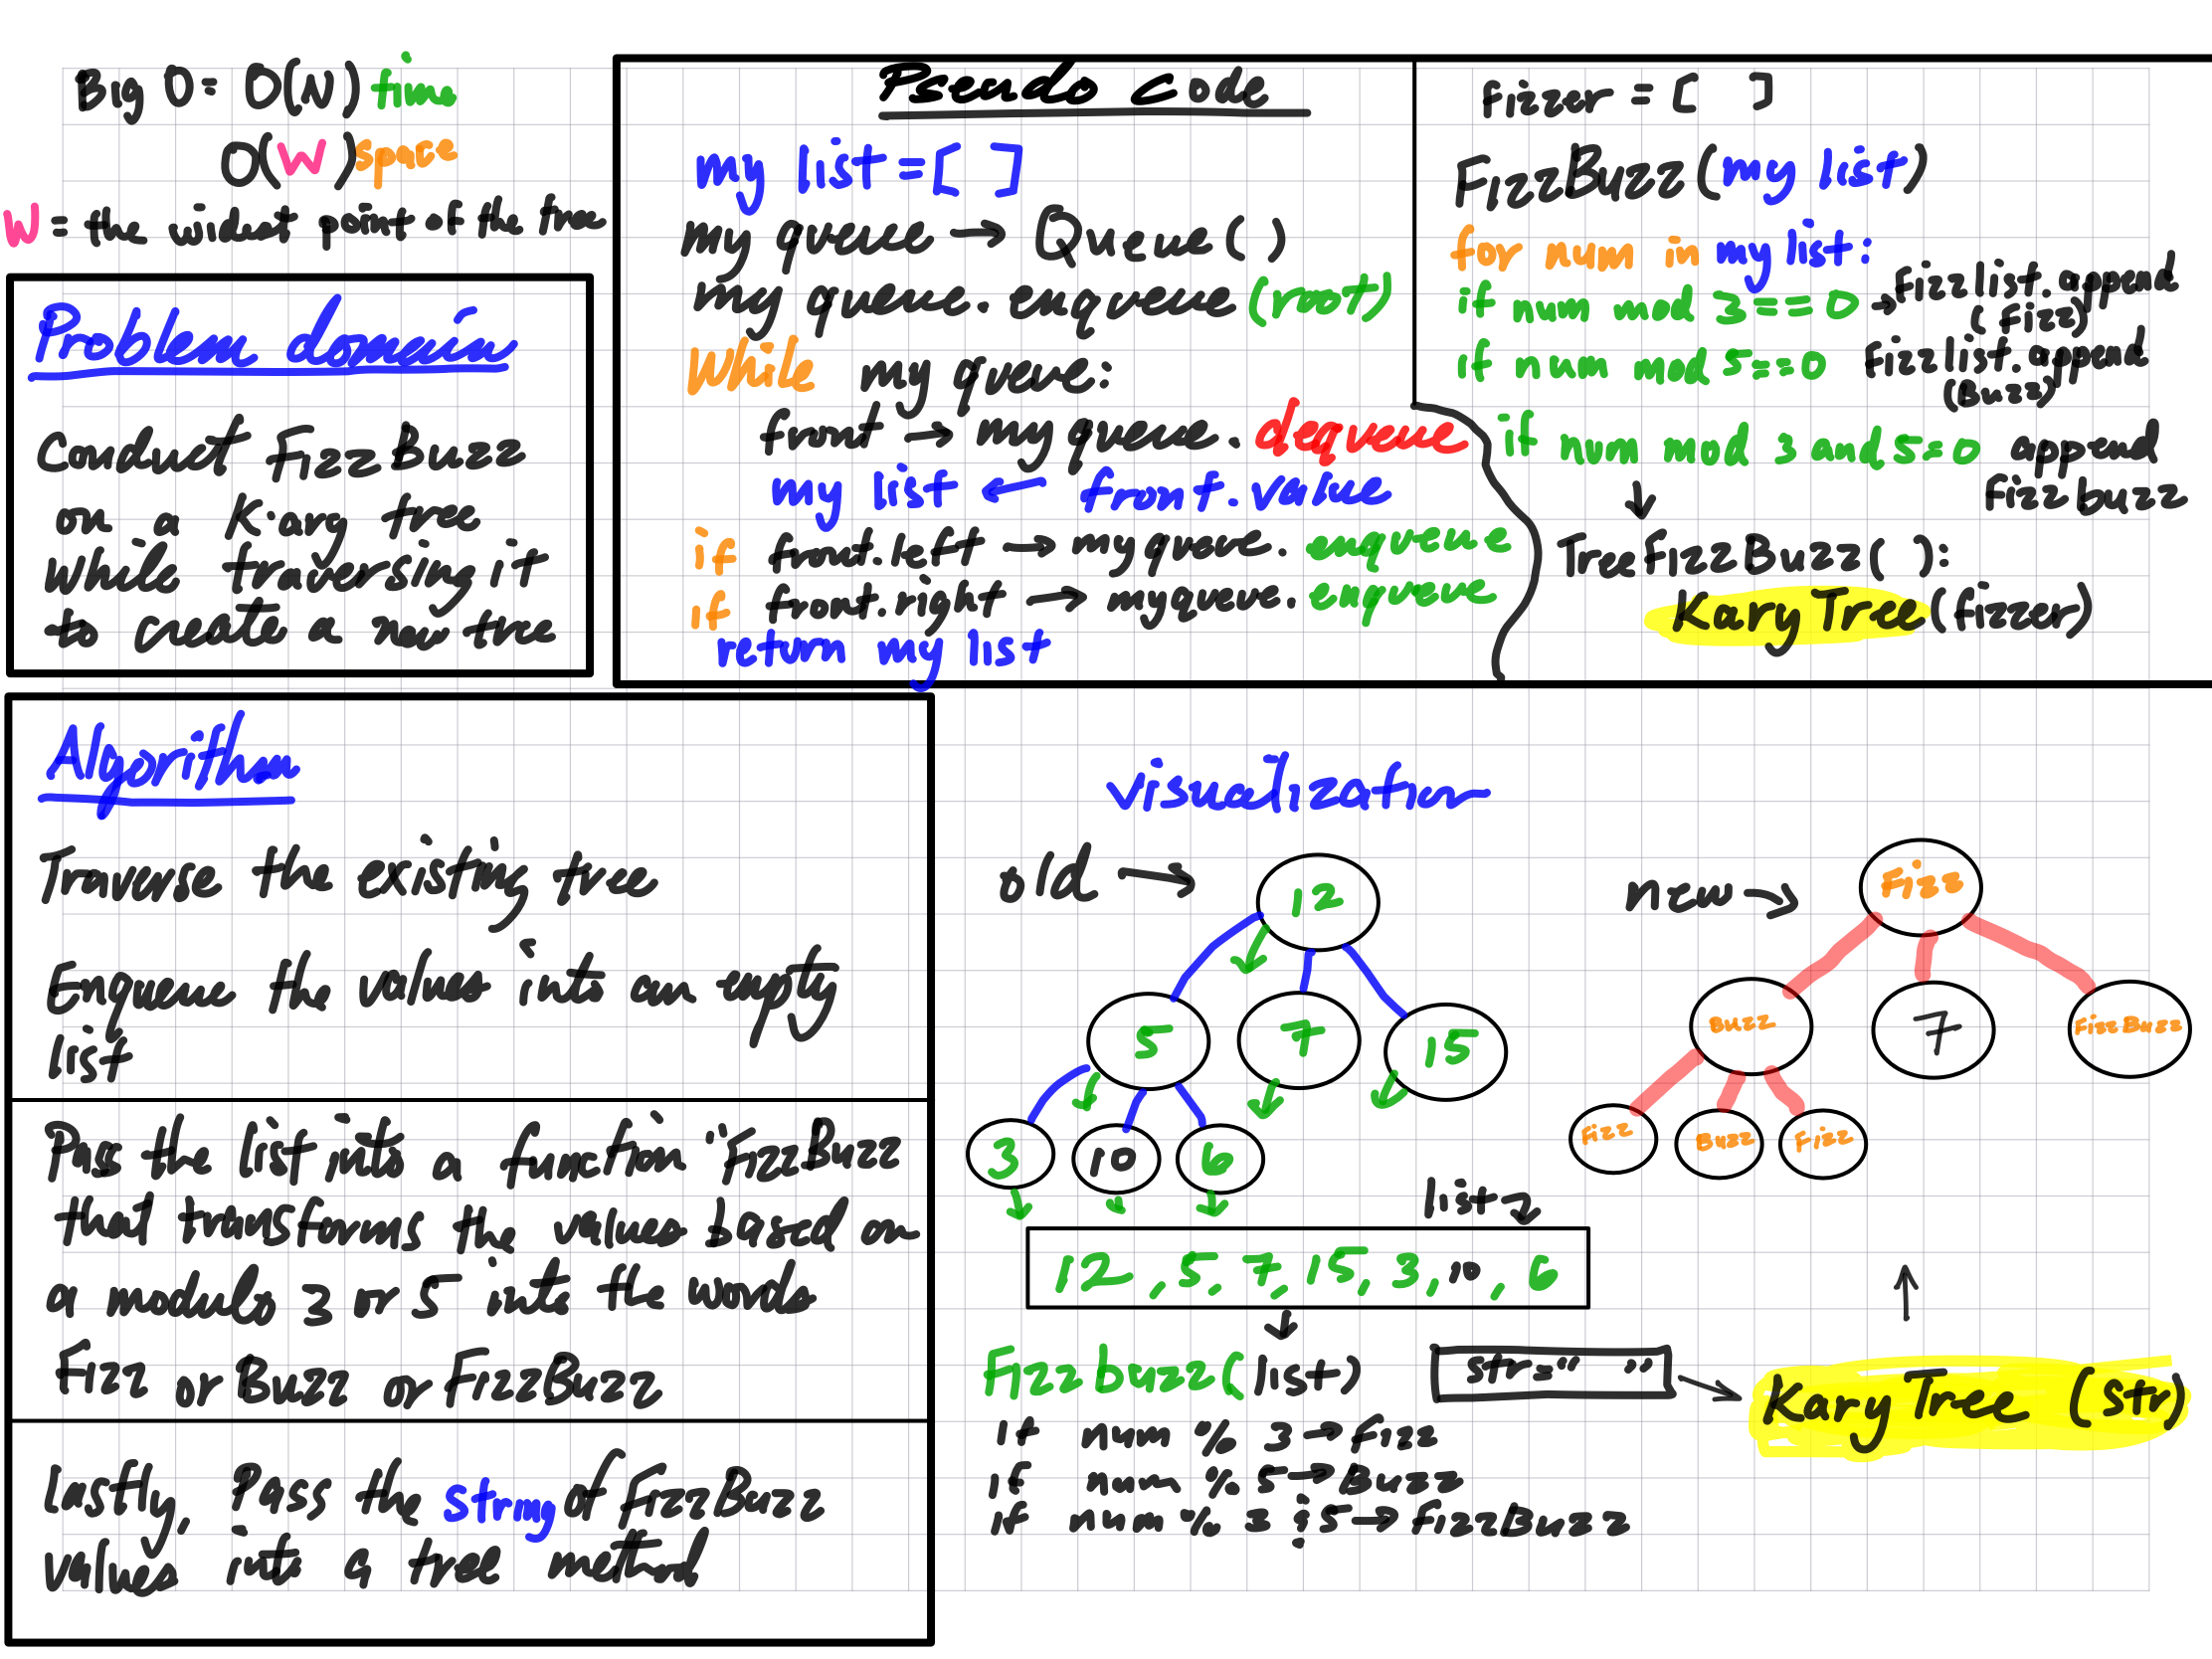 Big O = O(N) time
O(W) space
W = the widest point of the tree
Problem domain
Conduct FizzBuzz
on a K-ary tree
while traversing it
to create a new tree
Pseudo Code
my list = [ ]
my queue → Queue ( )
my queue. enqueue (root)
While my queue:
front → my queue. dequeue
my list ← front.value
if front.left → myqueue. enqueue
if front.right → myqueue. enqueue
return my list
Fizzer = [ ]
FizzBuzz (my list)
for num in my list:
if num mod 3 == 0 → Fizzlist. append
(Fizz)
if num mod 5 == 0 Fizzlist. append
(Buzz)
if num mod 3 and 5=0 append
Fizzbuzz
↓
TreeFizzBuzz( ):
Kary Tree (fizzer)
Algorithm
Traverse the existing tree
Enqueue the values into an empty
list
Pass the list into a function "FizzBuzz
that transforms the values based on
a modulo 3 or 5 into the words
Fizz or Buzz or FizzBuzz
lastly, Pass the string of FizzBuzz
values into a tree method
visualization
old →
12
5 7 15
3 10 6
list
12, 5, 7, 15, 3, 10, 6
↓
Fizzbuzz(list)
if num % 3 → Fizz
if num % 5 → Buzz
if num % 3 & 5 → FizzBuzz
new →
Fizz
Buzz 7 FizzBuzz
Fizz Buzz Fizz
↑
str=" " → Kary Tree (str)